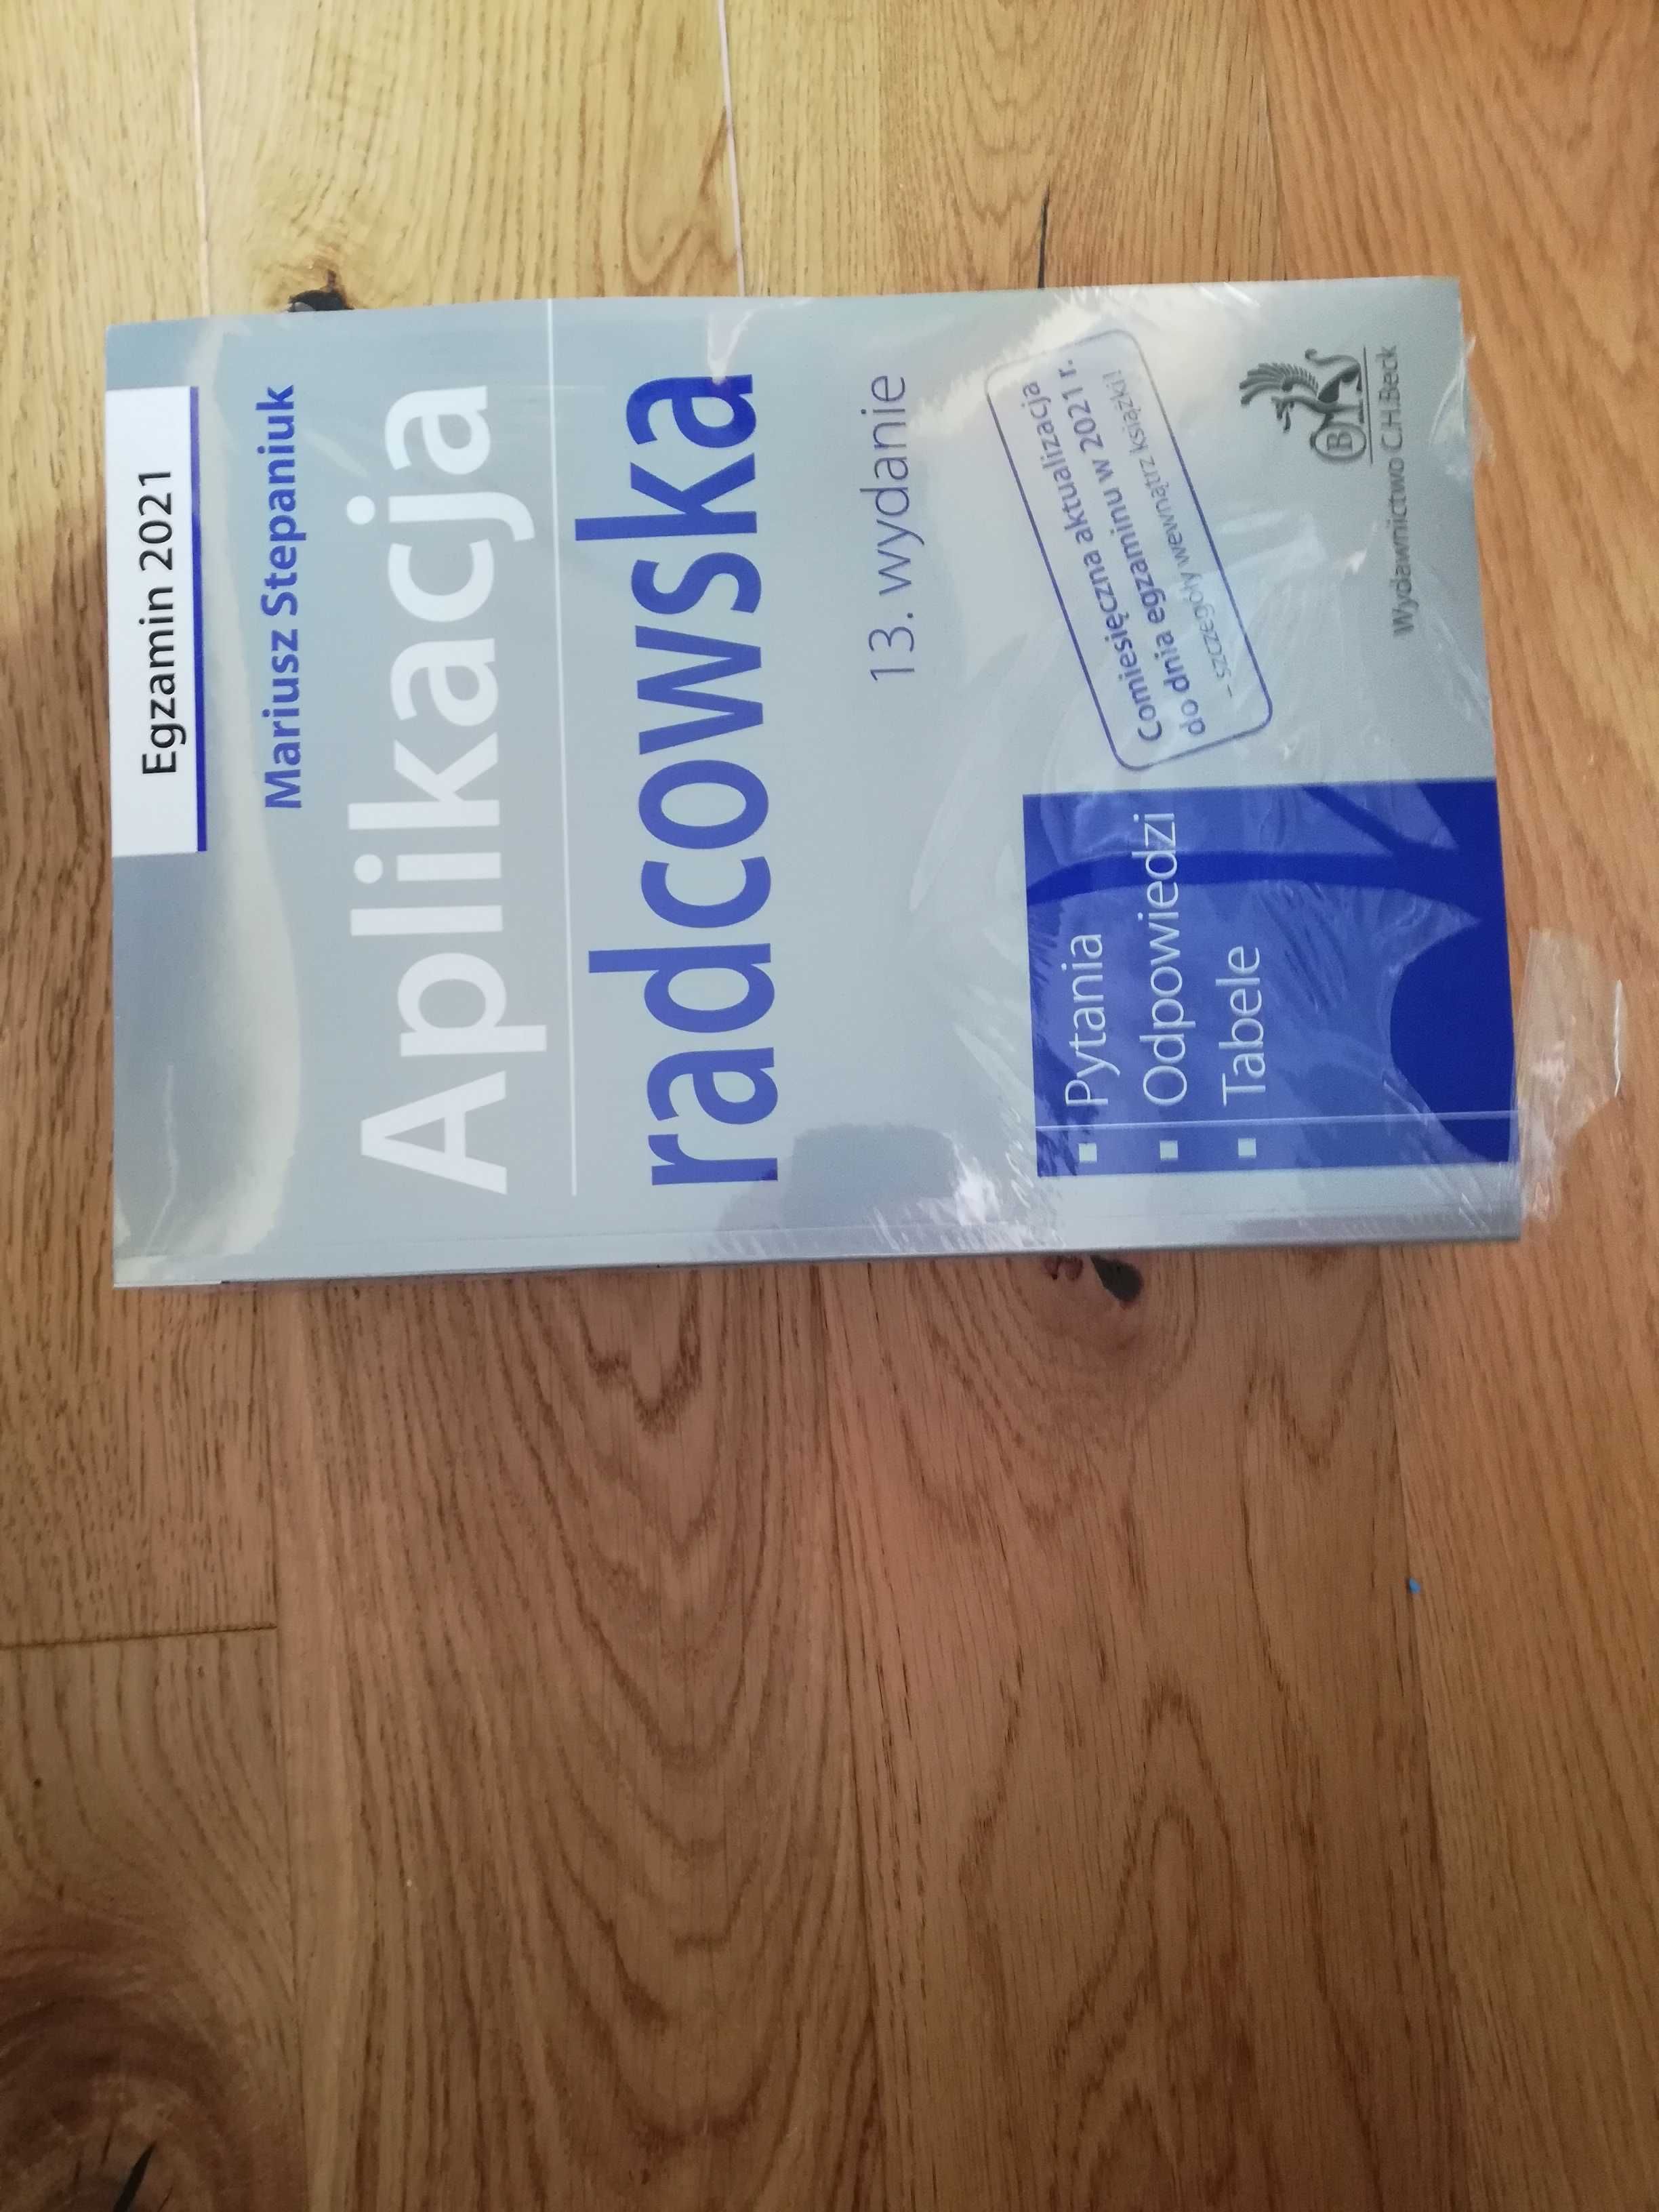 Egzamin 2021
Mariusz Stepaniuk
Aplikacja
radcowska
13. wydanie
Comiesięczna aktualizacja
do dnia egzaminu w 2021 r.
– szczegóły wewnątrz książki!
▪ Pytania
▪ Odpowiedzi
▪ Tabele
B
Wydawnictwo C.H.Beck